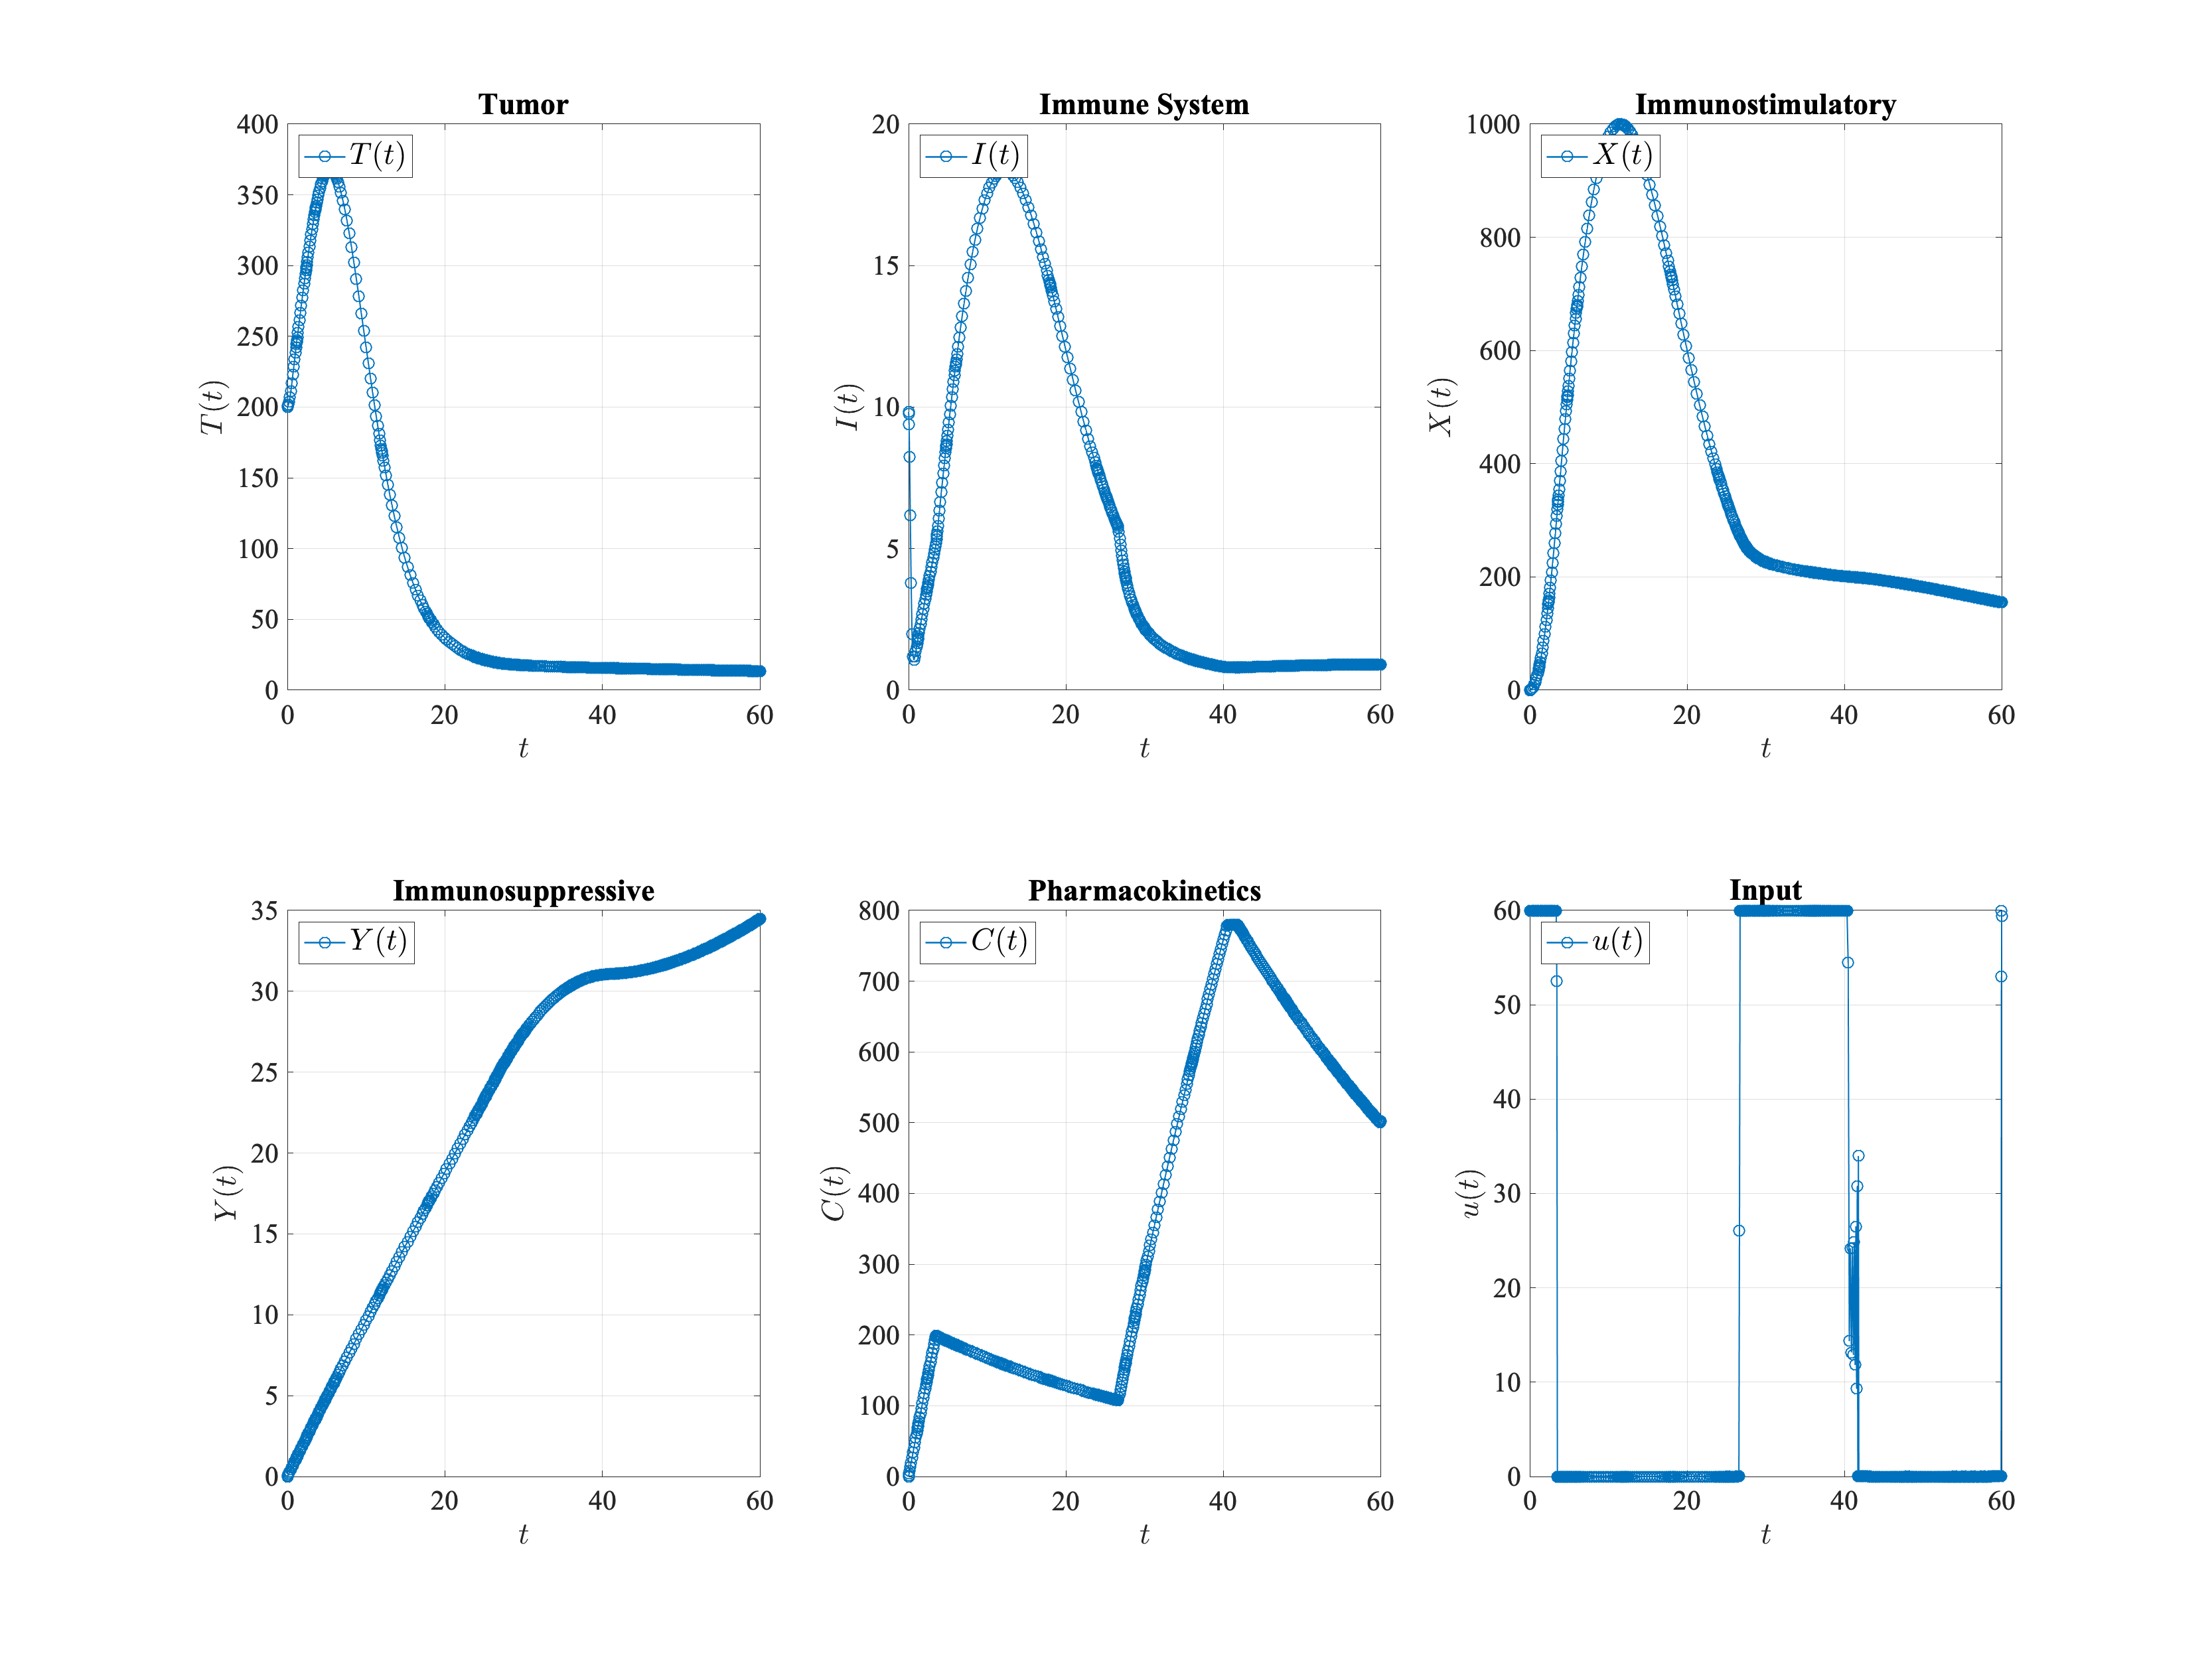 Tumor
T(t)
400
350
300
250
200
150
100
50
0
T(t)
0 20 40 60
t
Immune System
I(t)
20
15
10
5
0
I(t)
0 20 40 60
t
Immunostimulatory
X(t)
1000
800
600
400
200
0
X(t)
0 20 40 60
t
Immunosuppressive
Y(t)
35
30
25
20
15
10
5
0
Y(t)
0 20 40 60
t
Pharmacokinetics
C(t)
800
700
600
500
400
300
200
100
0
C(t)
0 20 40 60
t
Input
u(t)
60
50
40
30
20
10
0
u(t)
0 20 40 60
t